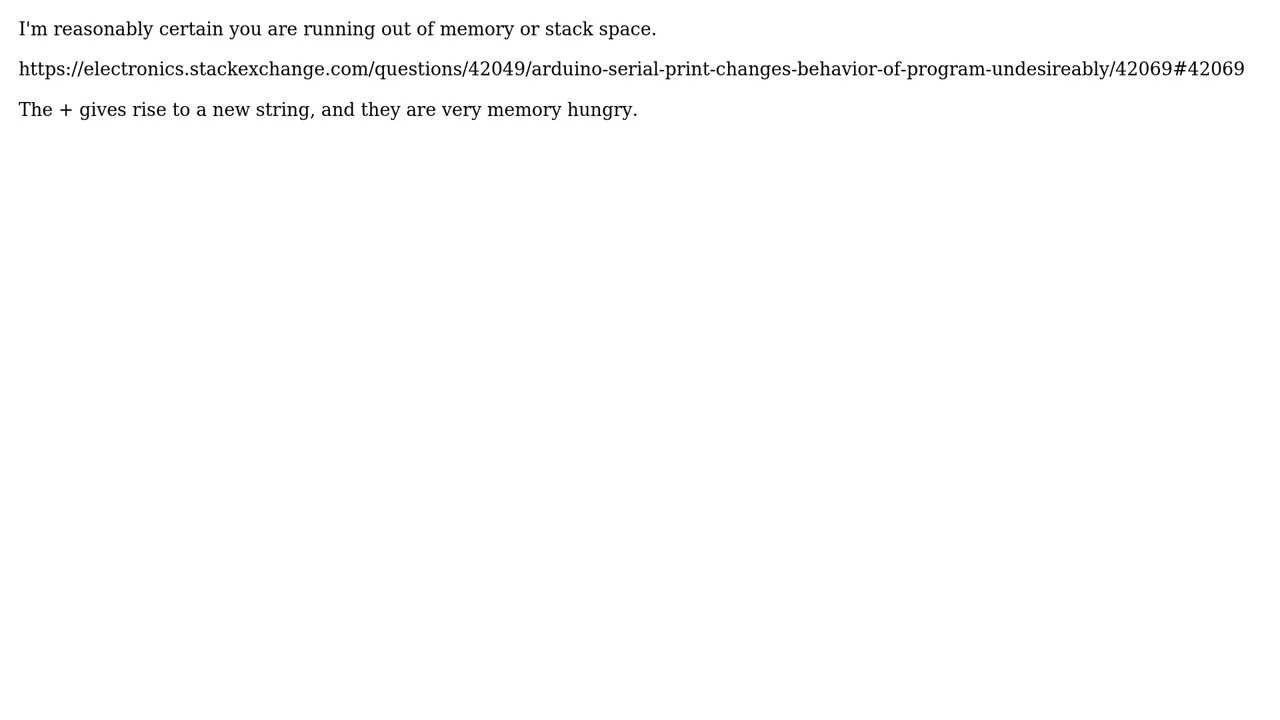 I'm reasonably certain you are running out of memory or stack space.
https://electronics.stackexchange.com/questions/42049/arduino-serial-print-changes-behavior-of-program-undesireably/42069#42069
The + gives rise to a new string, and they are very memory hungry.